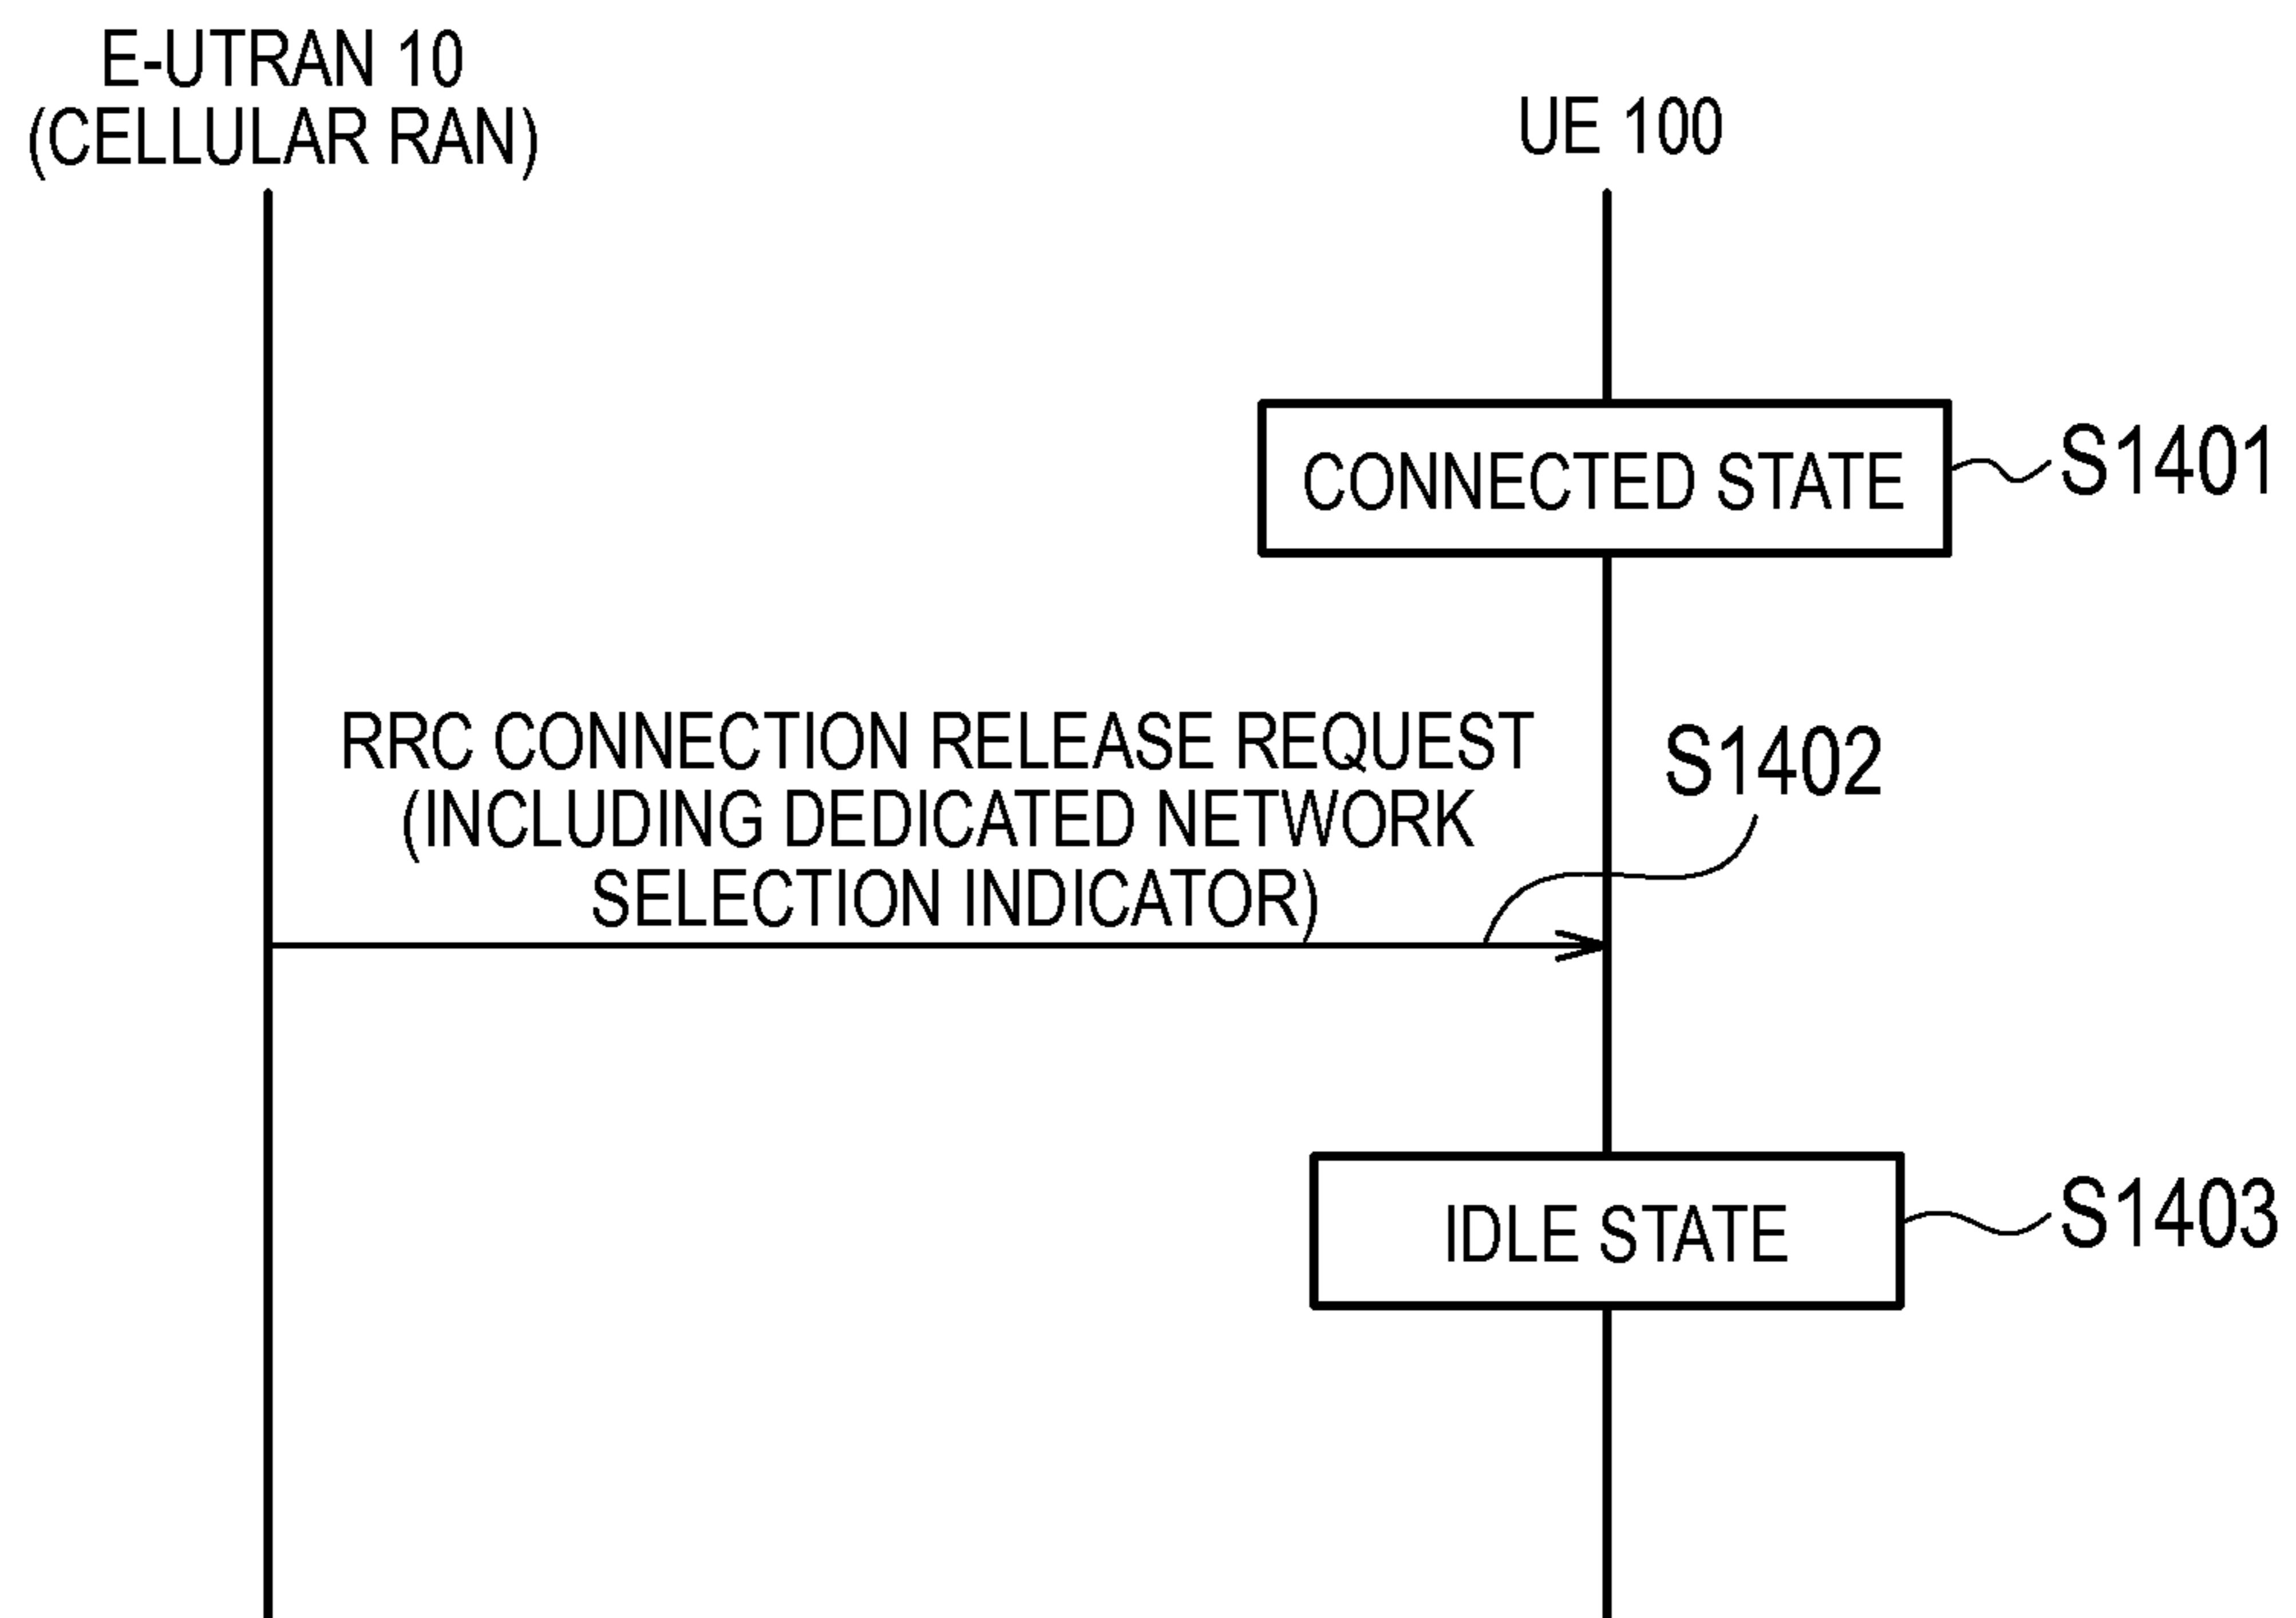 E-UTRAN 10
(CELLULAR RAN)
UE 100
CONNECTED STATE
S1401
RRC CONNECTION RELEASE REQUEST
(INCLUDING DEDICATED NETWORK
SELECTION INDICATOR)
S1402
IDLE STATE
S1403